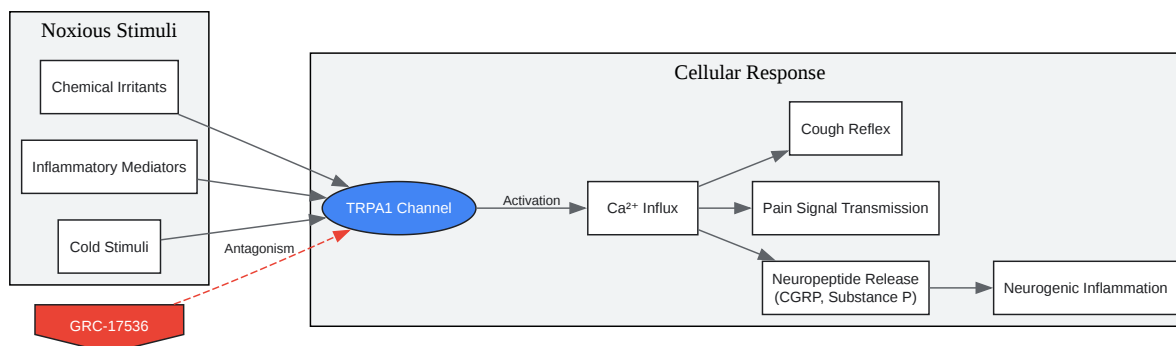 Noxious Stimuli
Chemical Irritants
Inflammatory Mediators
Cold Stimuli
GRC-17536
Antagonism
Cellular Response
TRPA1 Channel
Activation
Ca²⁺ Influx
Cough Reflex
Pain Signal Transmission
Neuropeptide Release
(CGRP, Substance P)
Neurogenic Inflammation